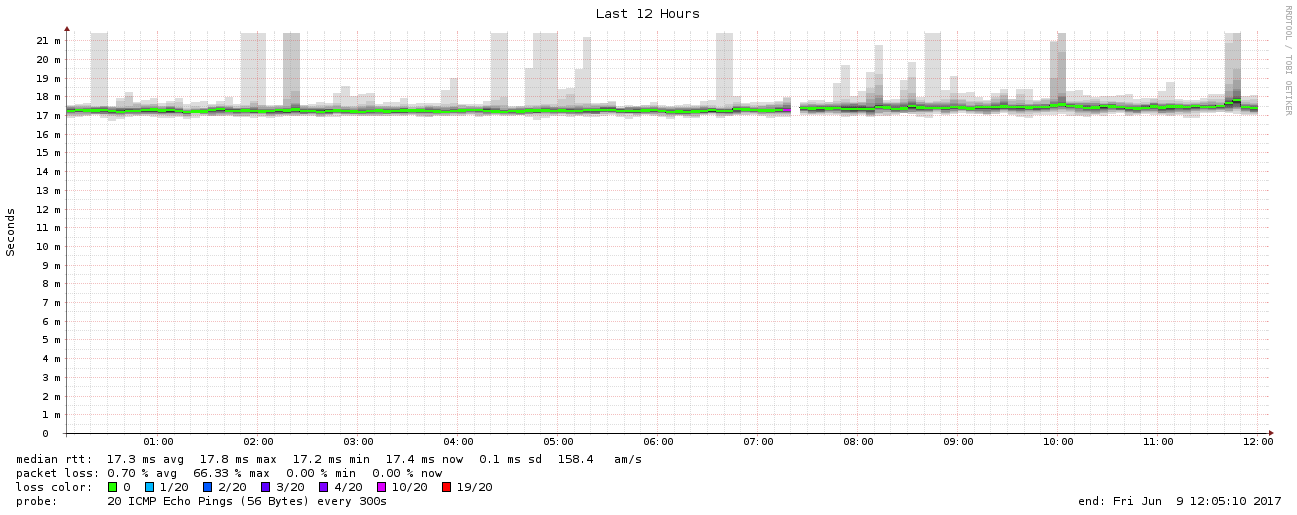 Last 12 Hours
RRDTOOL / TOBI OETIKER
Seconds
21 m
20 m
19 m
18 m
17 m
16 m
15 m
14 m
13 m
12 m
11 m
10 m
9 m
8 m
7 m
6 m
5 m
4 m
3 m
2 m
1 m
0
01:00 02:00 03:00 04:00 05:00 06:00 07:00 08:00 09:00 10:00 11:00 12:00
median rtt: 17.3 ms avg 17.8 ms max 17.2 ms min 17.4 ms now 0.1 ms sd 158.4 am/s
packet loss: 0.70 % avg 66.33 % max 0.00 % min 0.00 % now
loss color: 0 1/20 2/20 3/20 4/20 10/20 19/20
probe: 20 ICMP Echo Pings (56 Bytes) every 300s end: Fri Jun 9 12:05:10 2017